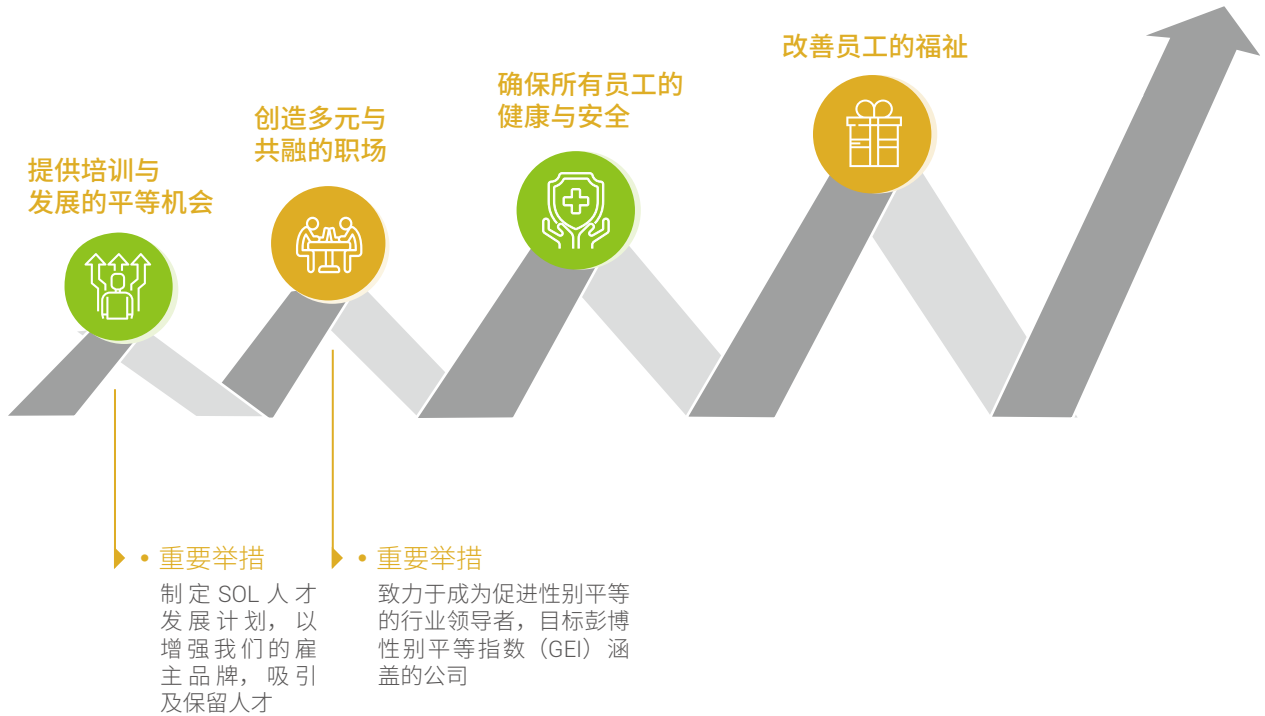 改善员工的福祉
确保所有员工的
健康与安全
创造多元与
共融的职场
提供培训与
发展的平等机会
• 重要举措
制定 SOL 人才
发展计划，以
增强我们的雇
主品牌，吸引
及保留人才
• 重要举措
致力于成为促进性别平等
的行业领导者，目标彭博
性别平等指数（GEI）涵
盖的公司